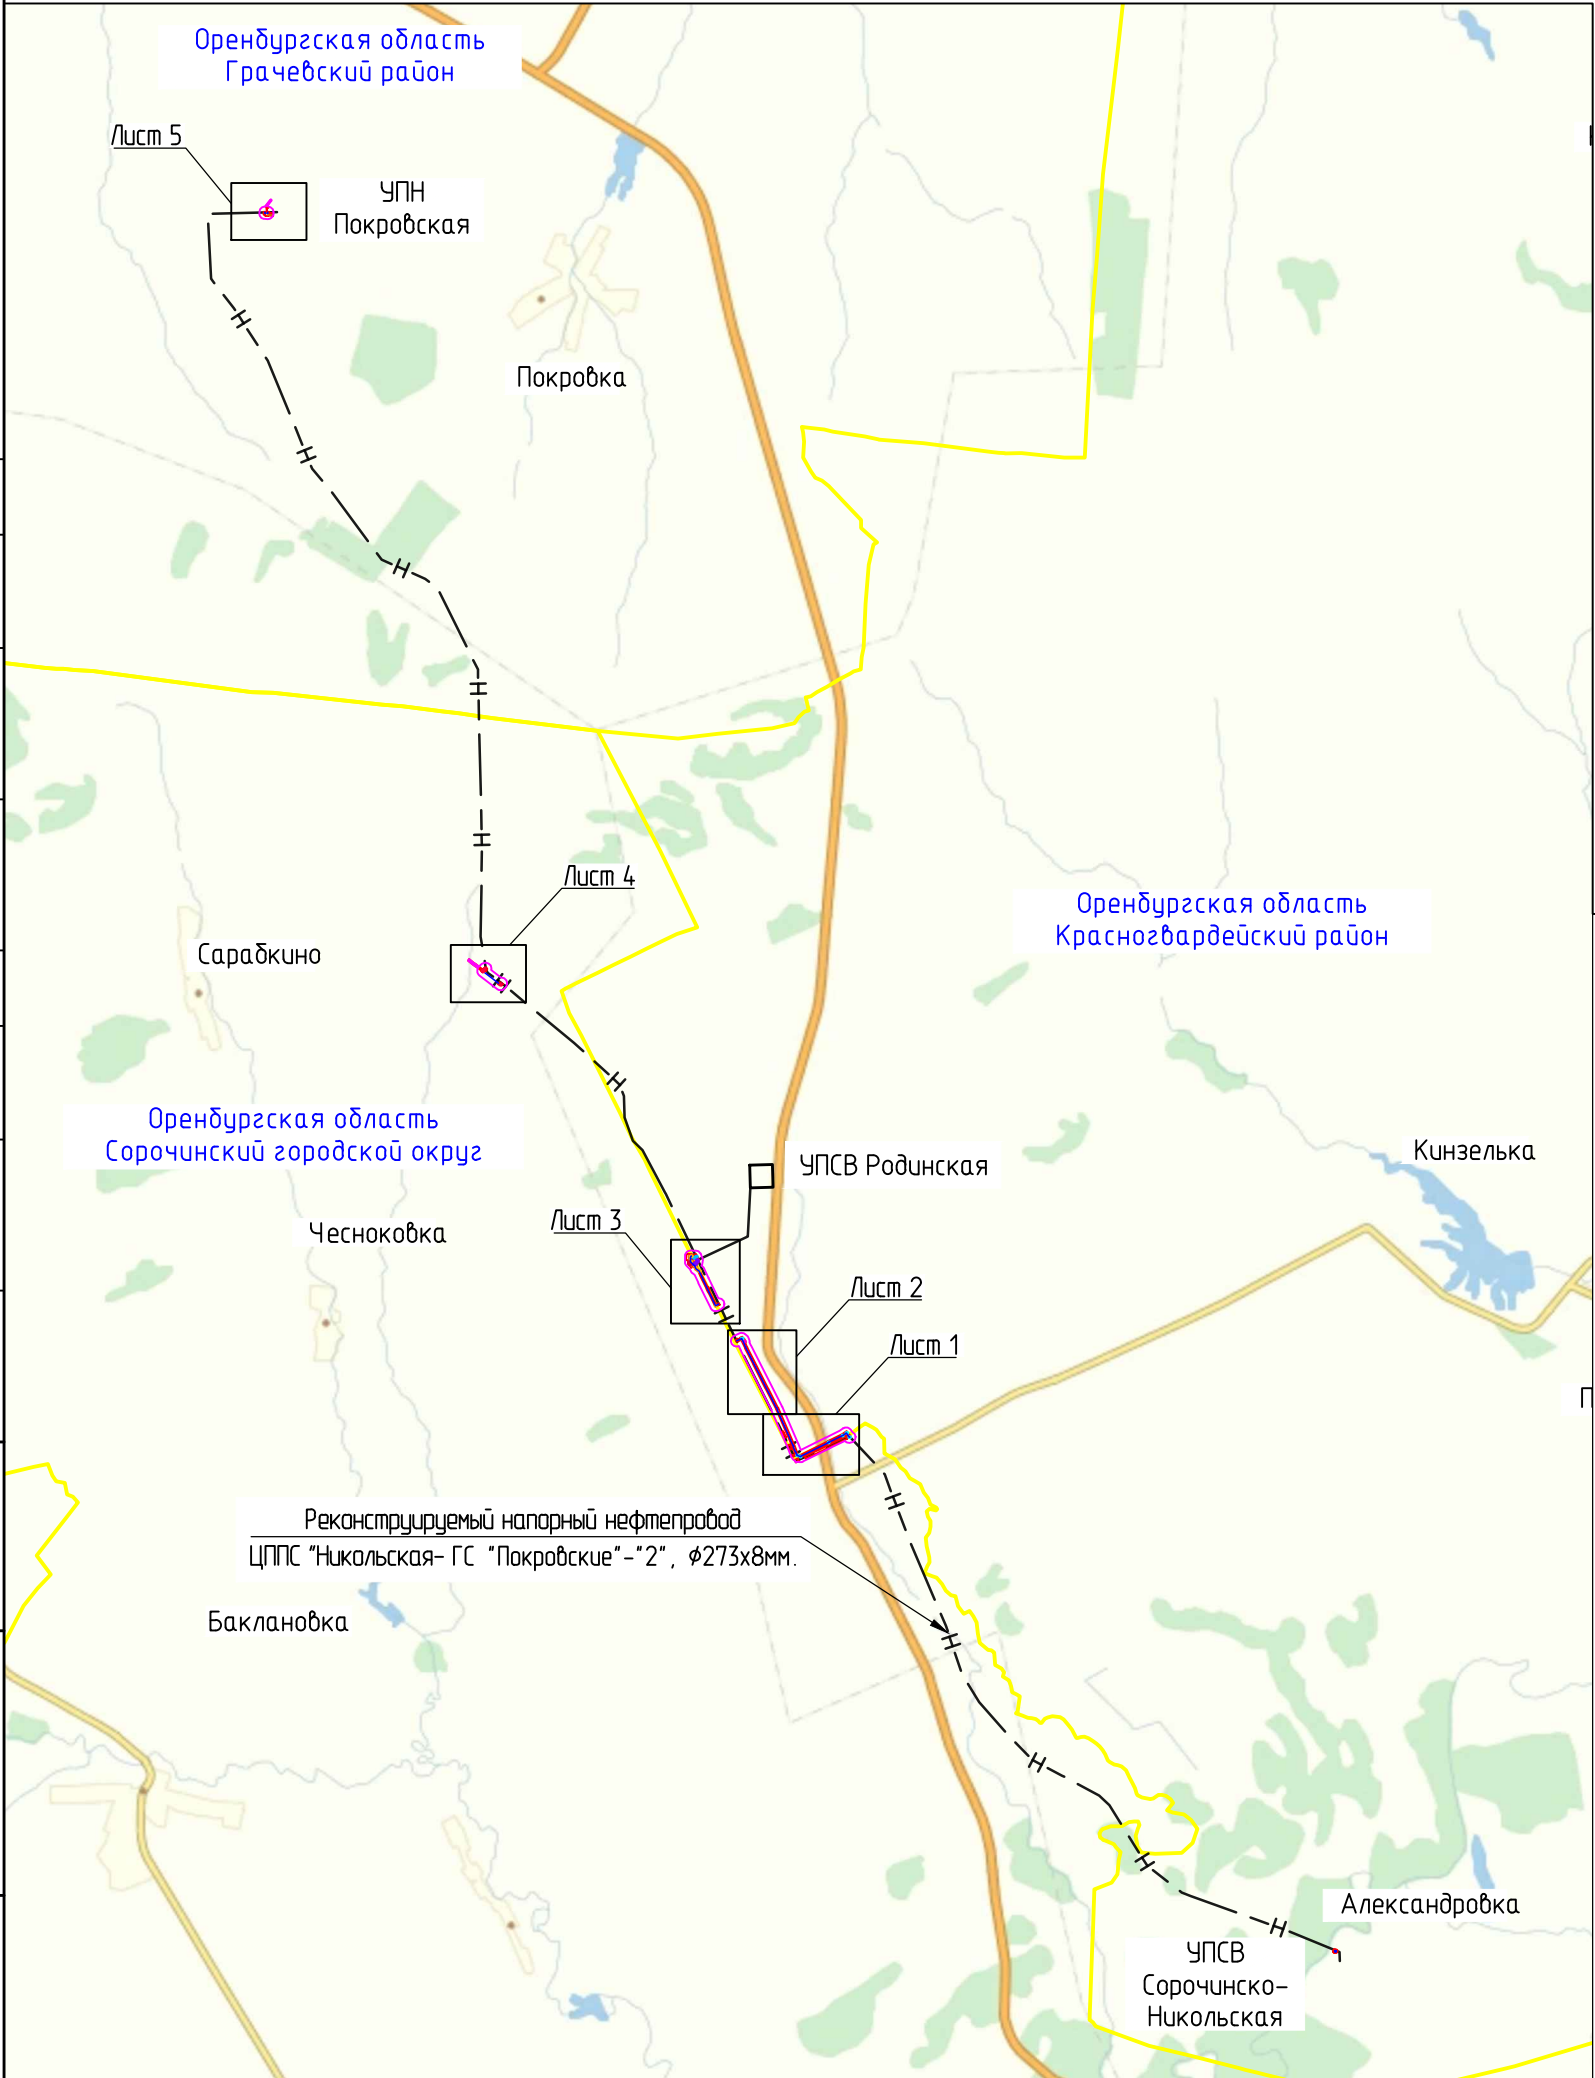 Оренбургская область
Грачевский район
Лист 5
УПН
Покровская
Покровка
Н
Н
Н
Н
Н
Лист 4
Оренбургская область
Красногвардейский район
Сарабкино
Н
Н
Оренбургская область
Сорочинский городской округ
Кинзелька
УПСВ Родинская
Лист 3
Чесноковка
Лист 2
Н
Лист 1
Н
Н
Реконструируемый напорный нефтепровод
ЦППС "Никольская- ГС "Покровские"-"2", ф273х8мм.
Баклановка
Н
Н
Н
Александровка
Н
УПСВ
Сорочинско-
Никольская